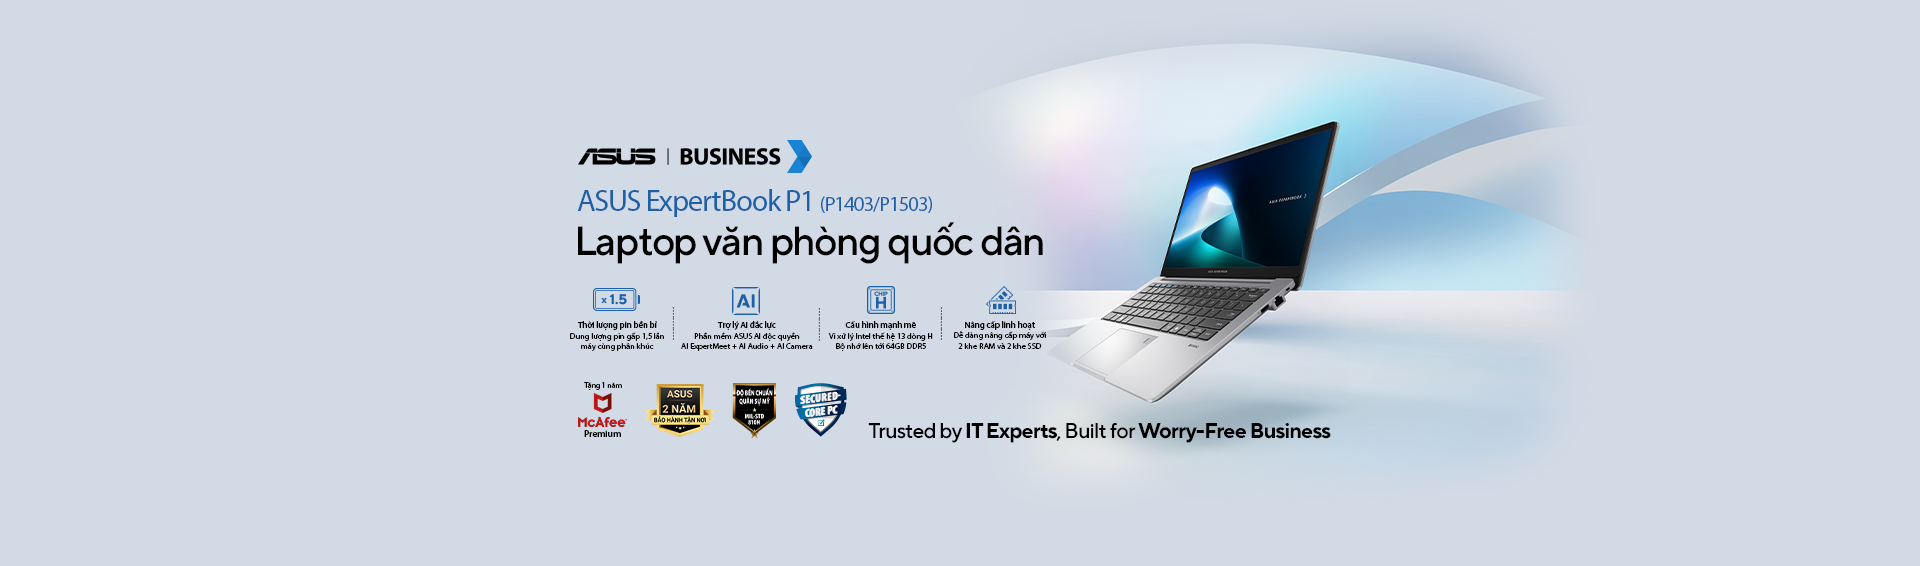 ASUS | BUSINESS
ASUS ExpertBook P1 (P1403/P1503)
Laptop văn phòng quốc dân
x 1.5
Thời lượng pin bền bỉ
Dung lượng pin gấp 1,5 lần
máy cùng phân khúc
AI
Trợ lý AI đắc lực
Phần mềm ASUS AI độc quyền
AI ExpertMeet + AI Audio + AI Camera
CHIP
H
Cấu hình mạnh mẽ
Vi xử lý Intel thế hệ 13 dòng H
Bộ nhớ lên tới 64GB DDR5
Nâng cấp linh hoạt
Dễ dàng nâng cấp máy với
2 khe RAM và 2 khe SSD
Tặng 1 năm
McAfee
Premium
ASUS
2 NĂM
BẢO HÀNH TẬN NƠI
ĐỘ BỀN CHUẨN
QUÂN SỰ MỸ
MIL-STD
810H
SECURED-
CORE PC
Trusted by IT Experts, Built for Worry-Free Business